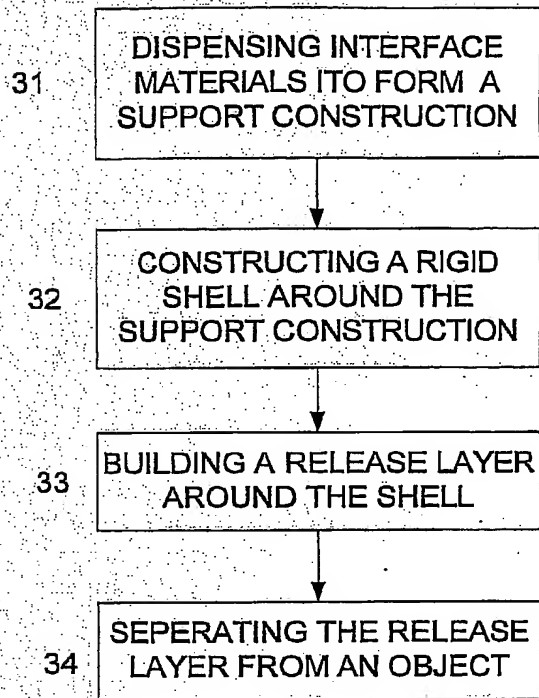 31
DISPENSING INTERFACE
MATERIALS ITO FORM A
SUPPORT CONSTRUCTION
32
CONSTRUCTING A RIGID
SHELL AROUND THE
SUPPORT CONSTRUCTION
33
BUILDING A RELEASE LAYER
AROUND THE SHELL
34
SEPERATING THE RELEASE
LAYER FROM AN OBJECT